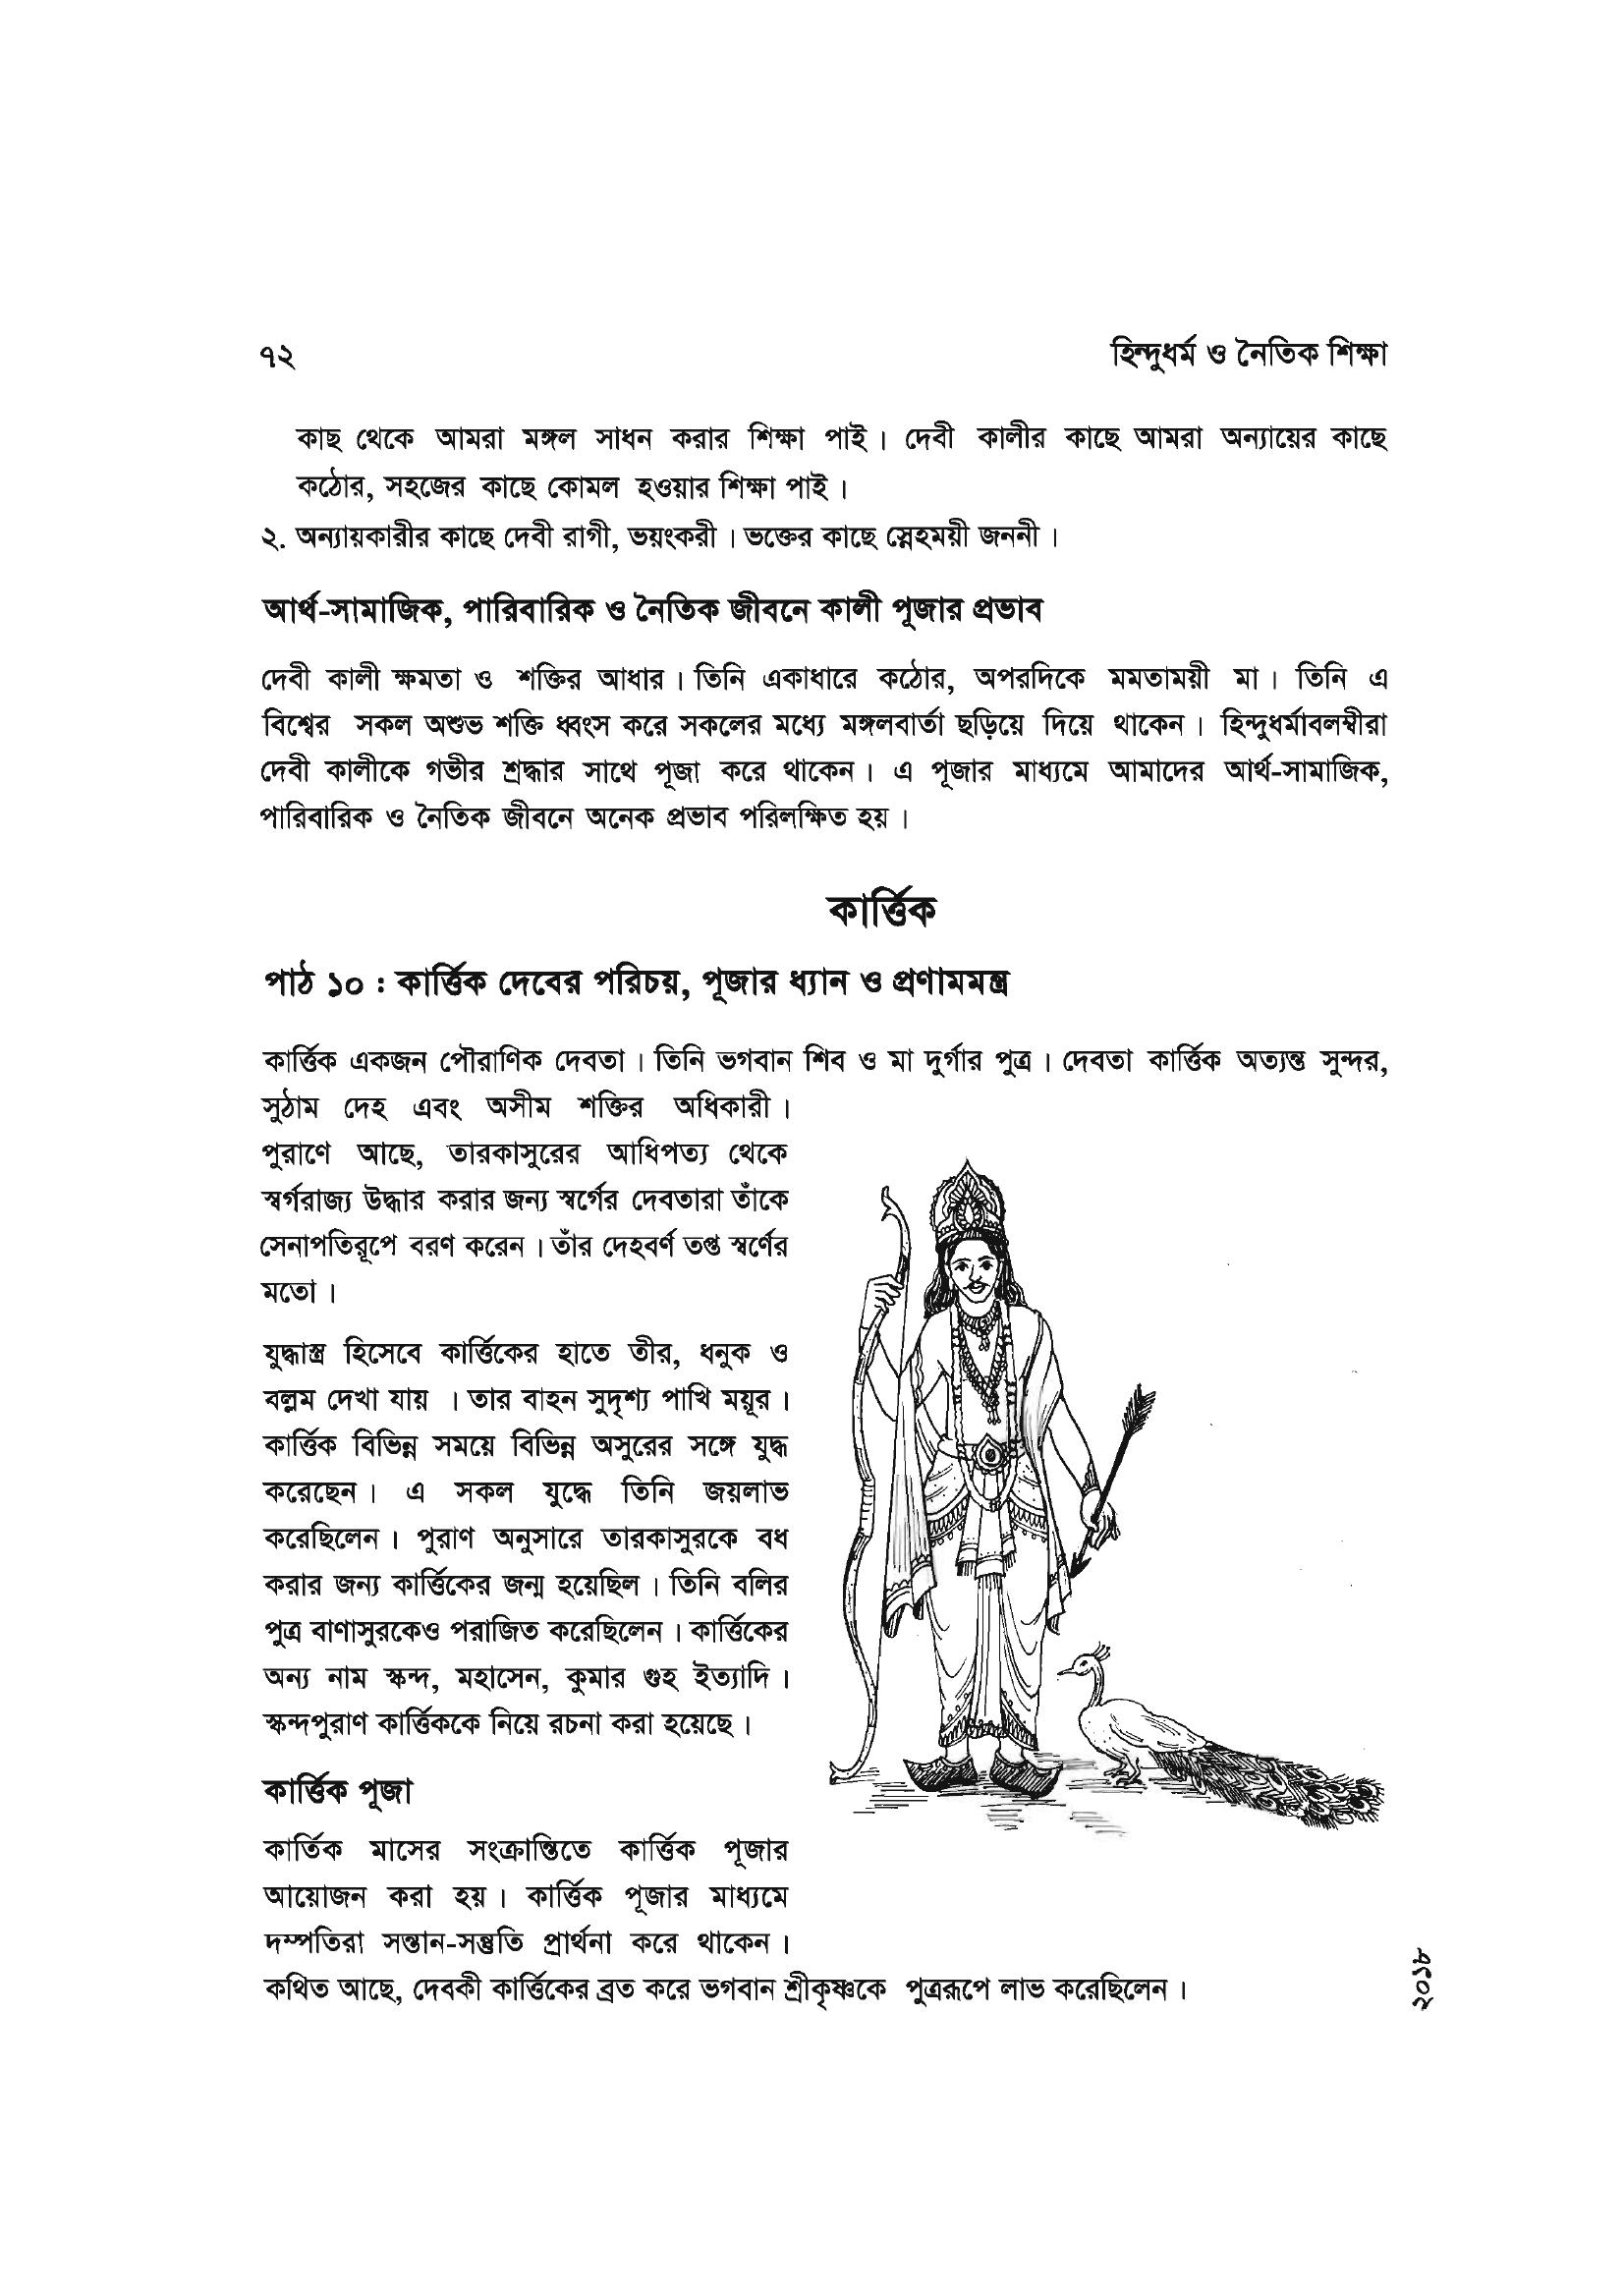 ৭২ হিন্দুধর্ম ও নৈতিক শিক্ষা
কাছ থেকে আমরা মঙ্গল সাধন করার শিক্ষা পাই। দেবী কালীর কাছে আমরা অন্যায়ের কাছে
কঠোর, সহজের কাছে কোমল হওয়ার শিক্ষা পাই।
২. অন্যায়কারীর কাছে দেবী রাগী, ভয়ংকরী। ভক্তের কাছে স্নেহময়ী জননী।
আর্থ-সামাজিক, পারিবারিক ও নৈতিক জীবনে কালী পূজার প্রভাব
দেবী কালী ক্ষমতা ও শক্তির আধার। তিনি একাধারে কঠোর, অপরদিকে মমতাময়ী মা। তিনি এ
বিশ্বের সকল অশুভ শক্তি ধ্বংস করে সকলের মধ্যে মঙ্গলবার্তা ছড়িয়ে দিয়ে থাকেন। হিন্দুধর্মাবলম্বীরা
দেবী কালীকে গভীর শ্রদ্ধার সাথে পূজা করে থাকেন। এ পূজার মাধ্যমে আমাদের আর্থ-সামাজিক,
পারিবারিক ও নৈতিক জীবনে অনেক প্রভাব পরিলক্ষিত হয়।
কার্ত্তিক
পাঠ ১০ : কার্ত্তিক দেবের পরিচয়, পূজার ধ্যান ও প্রণামমন্ত্র
কার্ত্তিক একজন পৌরাণিক দেবতা। তিনি ভগবান শিব ও মা দুর্গার পুত্র। দেবতা কার্ত্তিক অত্যন্ত সুন্দর,
সুঠাম দেহ এবং অসীম শক্তির অধিকারী।
পুরাণে আছে, তারকাসুরের আধিপত্য থেকে
স্বর্গরাজ্য উদ্ধার করার জন্য স্বর্গের দেবতারা তাঁকে
সেনাপতিরূপে বরণ করেন। তাঁর দেহবর্ণ তপ্ত স্বর্ণের
মতো।
যুদ্ধাস্ত্র হিসেবে কার্ত্তিকের হাতে তীর, ধনুক ও
বল্লম দেখা যায় । তার বাহন সুদৃশ্য পাখি ময়ূর।
কার্ত্তিক বিভিন্ন সময়ে বিভিন্ন অসুরের সঙ্গে যুদ্ধ
করেছেন। এ সকল যুদ্ধে তিনি জয়লাভ
করেছিলেন। পুরাণ অনুসারে তারকাসুরকে বধ
করার জন্য কার্ত্তিকের জন্ম হয়েছিল। তিনি বলির
পুত্র বাণাসুরকেও পরাজিত করেছিলেন। কার্ত্তিকের
অন্য নাম স্কন্দ, মহাসেন, কুমার গুহ ইত্যাদি।
স্কন্দপুরাণ কার্ত্তিককে নিয়ে রচনা করা হয়েছে।
কার্ত্তিক পূজা
কার্তিক মাসের সংক্রান্তিতে কার্ত্তিক পূজার
আয়োজন করা হয়। কার্ত্তিক পূজার মাধ্যমে
দম্পতিরা সন্তান-সন্ততি প্রার্থনা করে থাকেন।
কথিত আছে, দেবকী কার্ত্তিকের ব্রত করে ভগবান শ্রীকৃষ্ণকে পুত্ররূপে লাভ করেছিলেন।
২০১৮